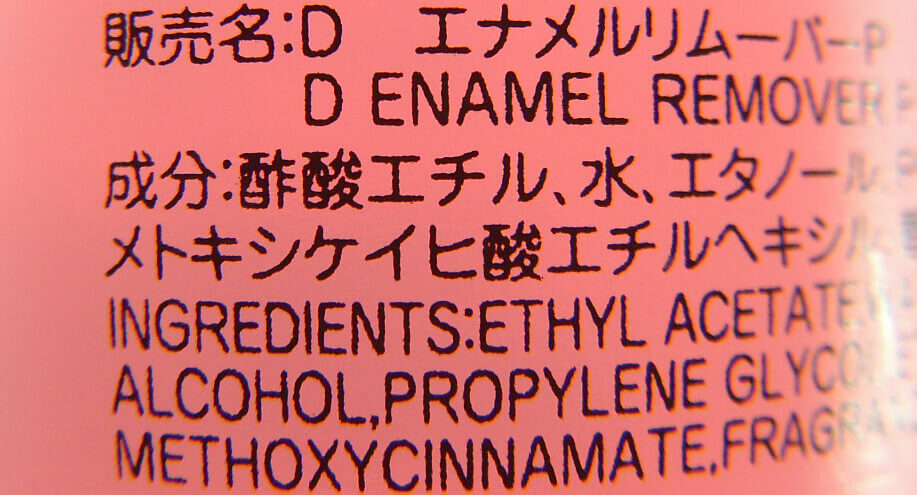 販売名:D エナメルリムーバーP
D ENAMEL REMOVER P
成分:酢酸エチル、水、エタノール、
メトキシケイヒ酸エチルヘキシル、
INGREDIENTS:ETHYL ACETATE,
ALCOHOL,PROPYLENE
METHOXYCINNAMATE,